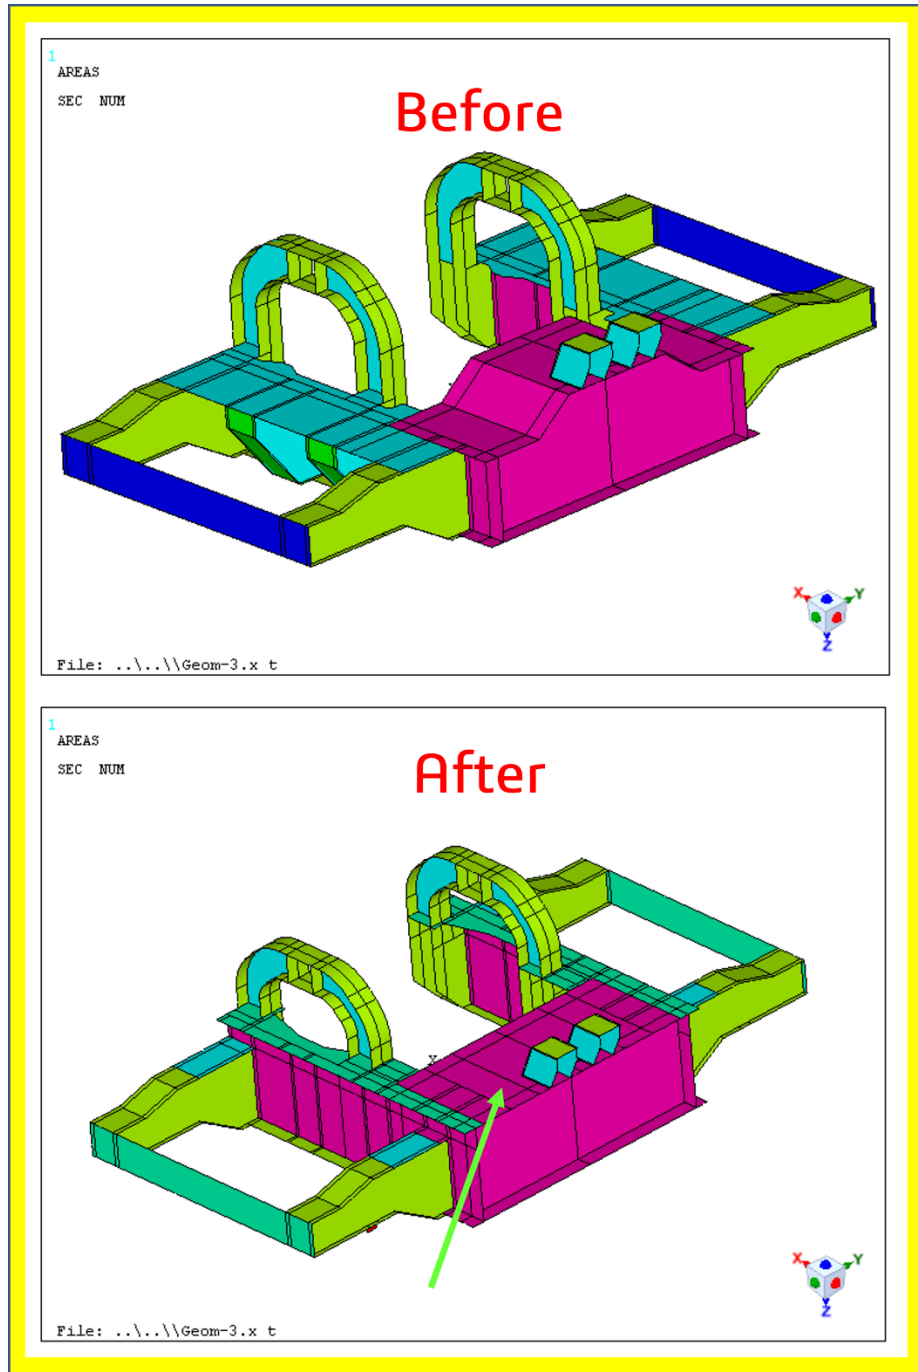 1
AREAS
SEC NUM
Before
X
Y
Z
File: ..\..\\Geom-3.x t
1
AREAS
SEC NUM
After
X
X
Y
Z
File: ..\..\\Geom-3.x t